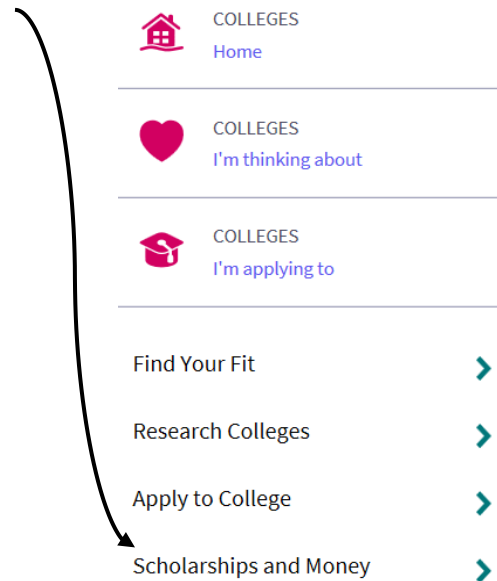 COLLEGES
Home
COLLEGES
I'm thinking about
COLLEGES
I'm applying to
Find Your Fit
Research Colleges
Apply to College
Scholarships and Money